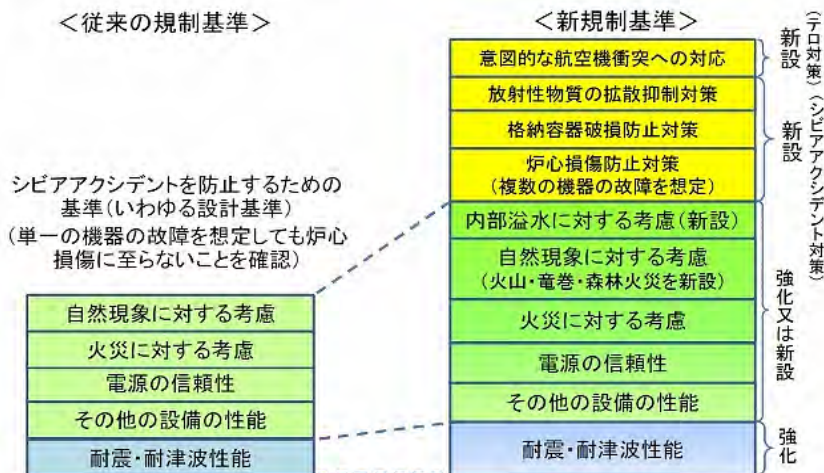 <従来の規制基準>
シビアアクシデントを防止するための
基準(いわゆる設計基準)
(単一の機器の故障を想定しても炉心
損傷に至らないことを確認)
自然現象に対する考慮
火災に対する考慮
電源の信頼性
その他の設備の性能
耐震・耐津波性能
<新規制基準>
意図的な航空機衝突への対応
放射性物質の拡散抑制対策
格納容器破損防止対策
炉心損傷防止対策
(複数の機器の故障を想定)
内部溢水に対する考慮(新設)
自然現象に対する考慮
(火山・竜巻・森林火災を新設)
火災に対する考慮
電源の信頼性
その他の設備の性能
耐震・耐津波性能
新設
(テロ対策)
新設
(シビアアクシデント対策)
強化又は新設
強化